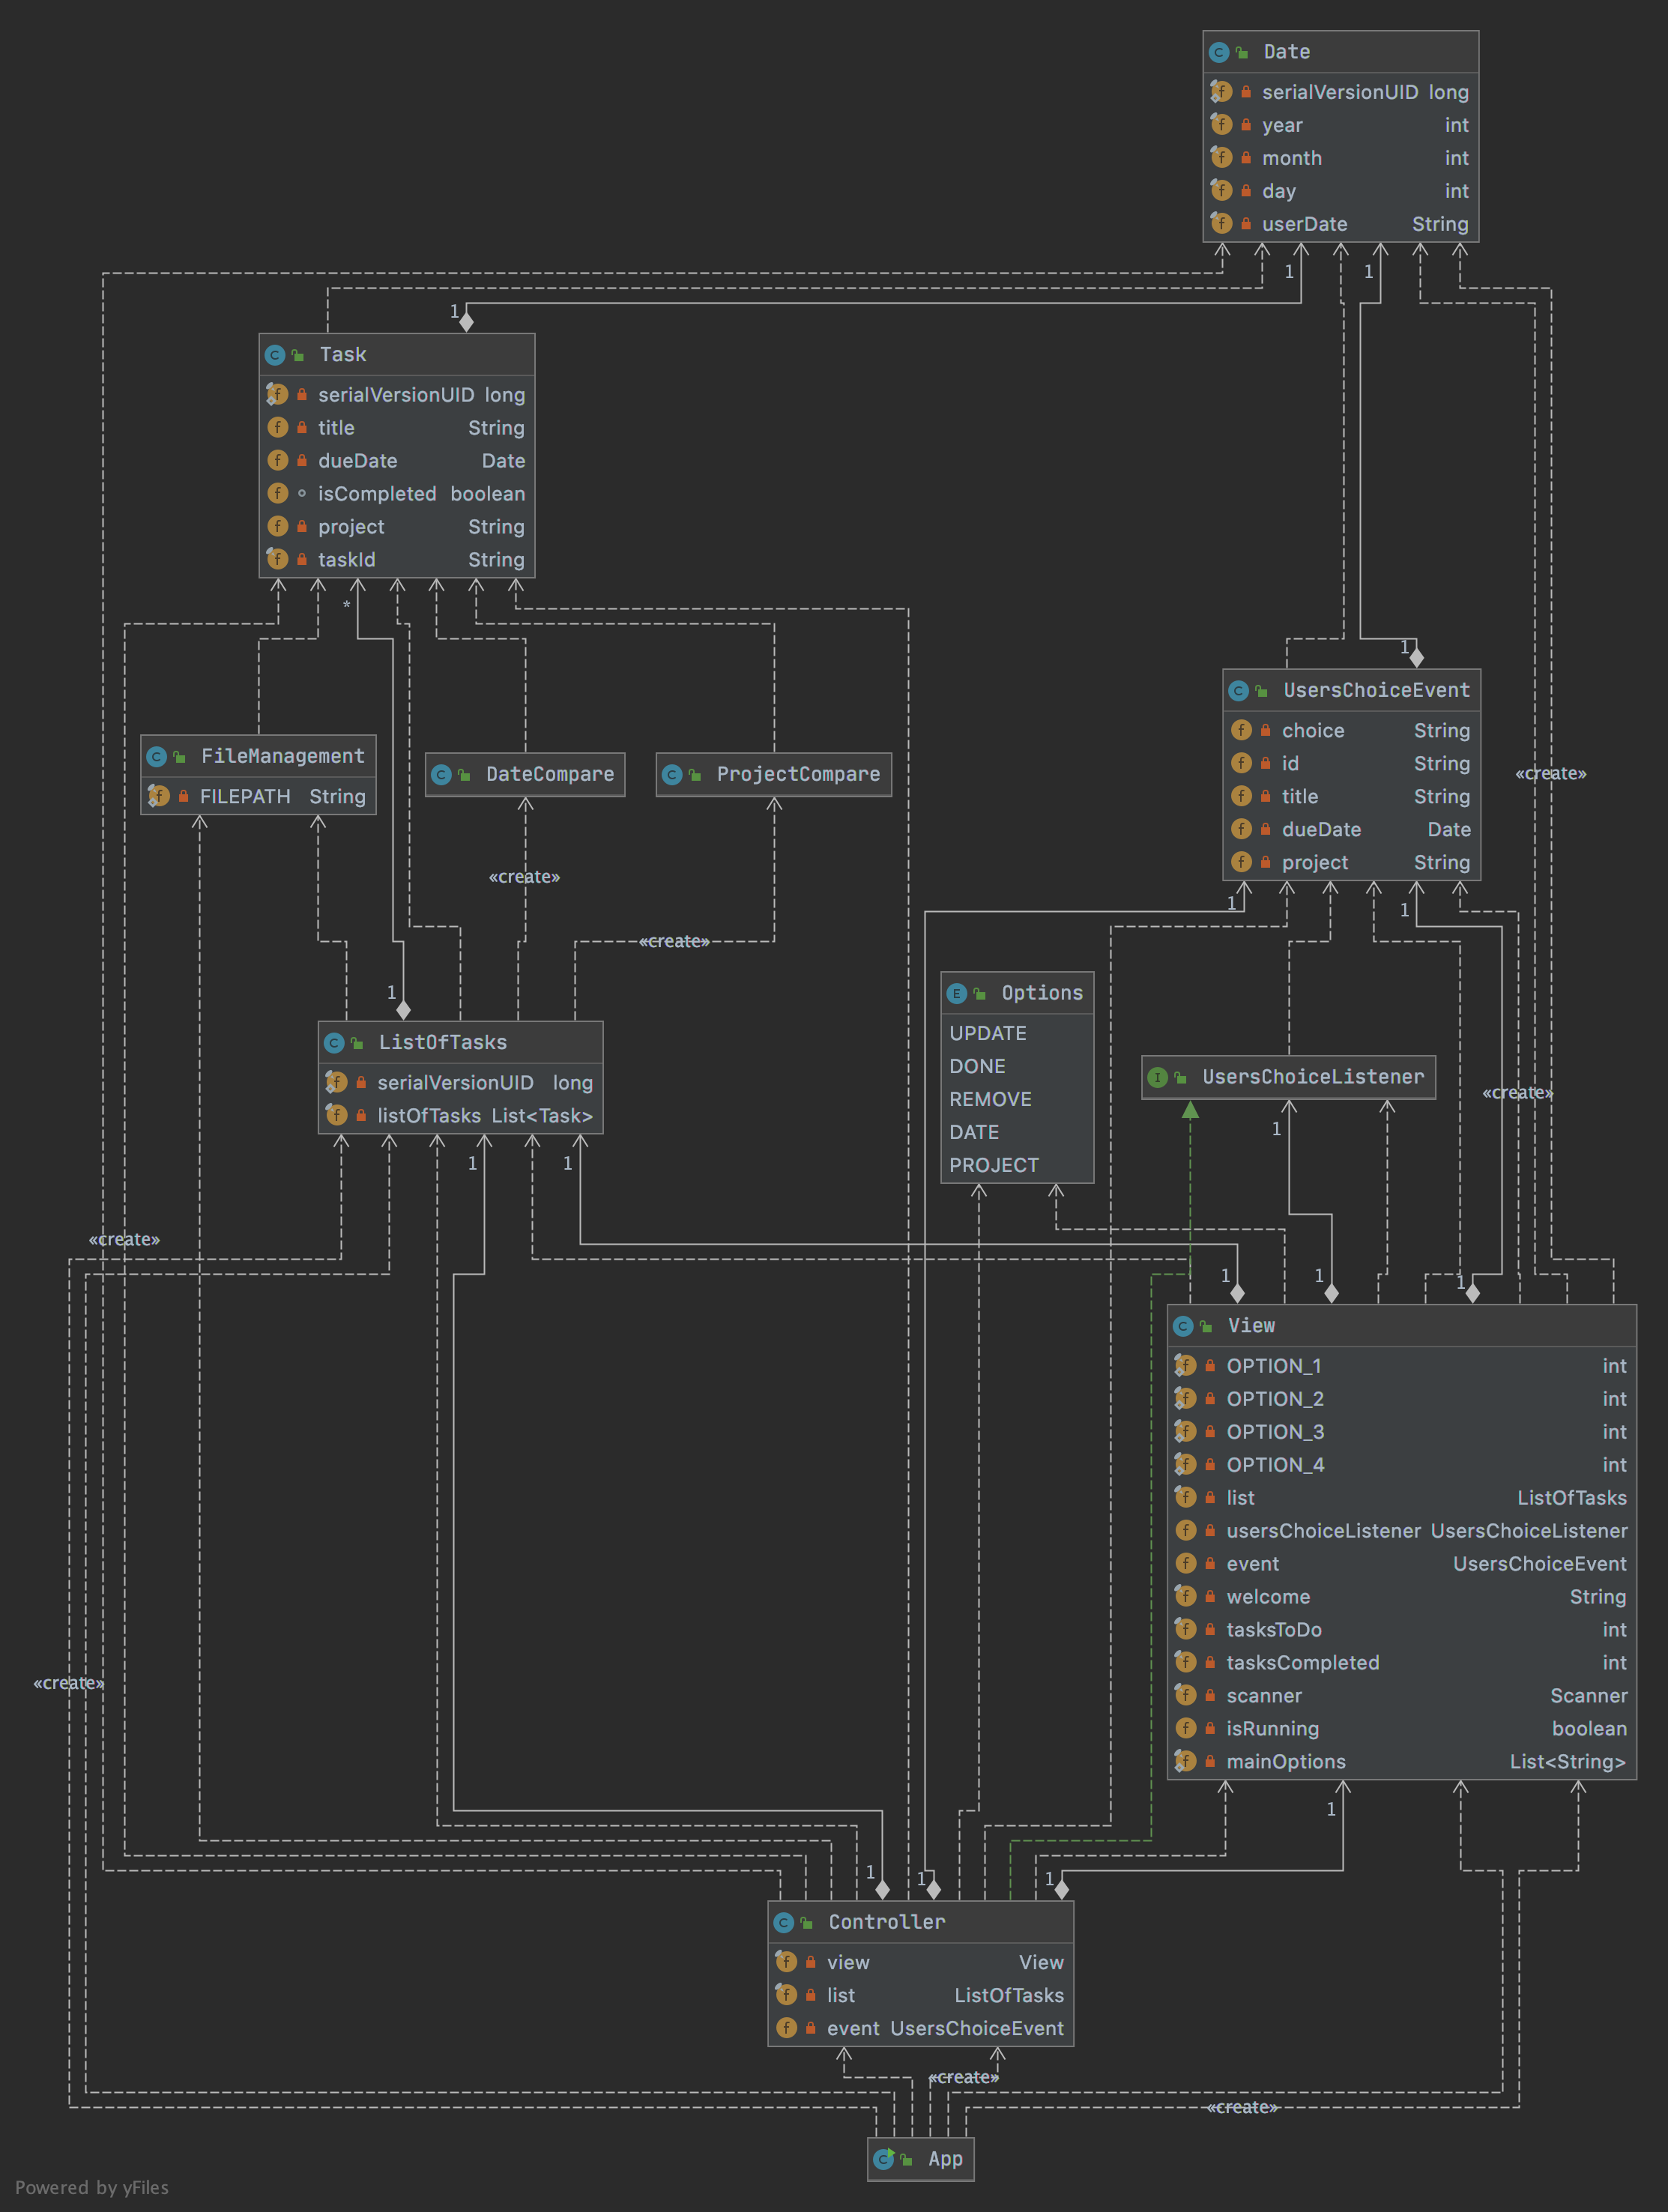 Date
serialVersionUID long
year int
month int
day int
userDate String
1 1
1
Task
serialVersionUID long
title String
dueDate Date
isCompleted boolean
project String
taskId String
*
1
UsersChoiceEvent
choice String
id String
title String
dueDate Date
project String
«create»
FileManagement
FILEPATH String
DateCompare
ProjectCompare
«create»
«create»
1 1
1
Options
UPDATE
DONE
REMOVE
DATE
PROJECT
ListOfTasks
serialVersionUID long
listOfTasks List<Task>
UsersChoiceListener
«create»
1
1 1
«create»
1 1 1
View
OPTION_1 int
OPTION_2 int
OPTION_3 int
OPTION_4 int
list ListOfTasks
usersChoiceListener UsersChoiceListener
event UsersChoiceEvent
welcome String
tasksToDo int
tasksCompleted int
scanner Scanner
isRunning boolean
mainOptions List<String>
«create»
1
1 1 1
Controller
view View
list ListOfTasks
event UsersChoiceEvent
«create»
«create»
App
Powered by yFiles